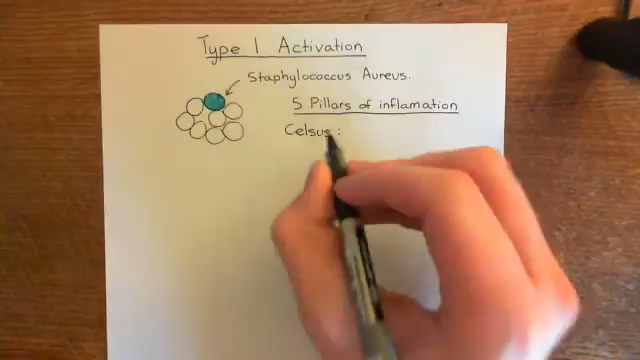 Type 1 Activation
Staphylococcus Aureus.
5 Pillars of inflamation
Celsus :